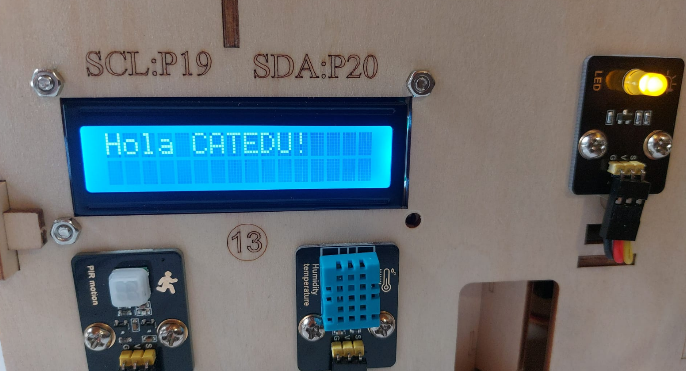 SCL:P19 SDA:P20
Hola CATEDU!
LED
G V S
13
PIR motion
Humidity
temperature
G V S
G V S